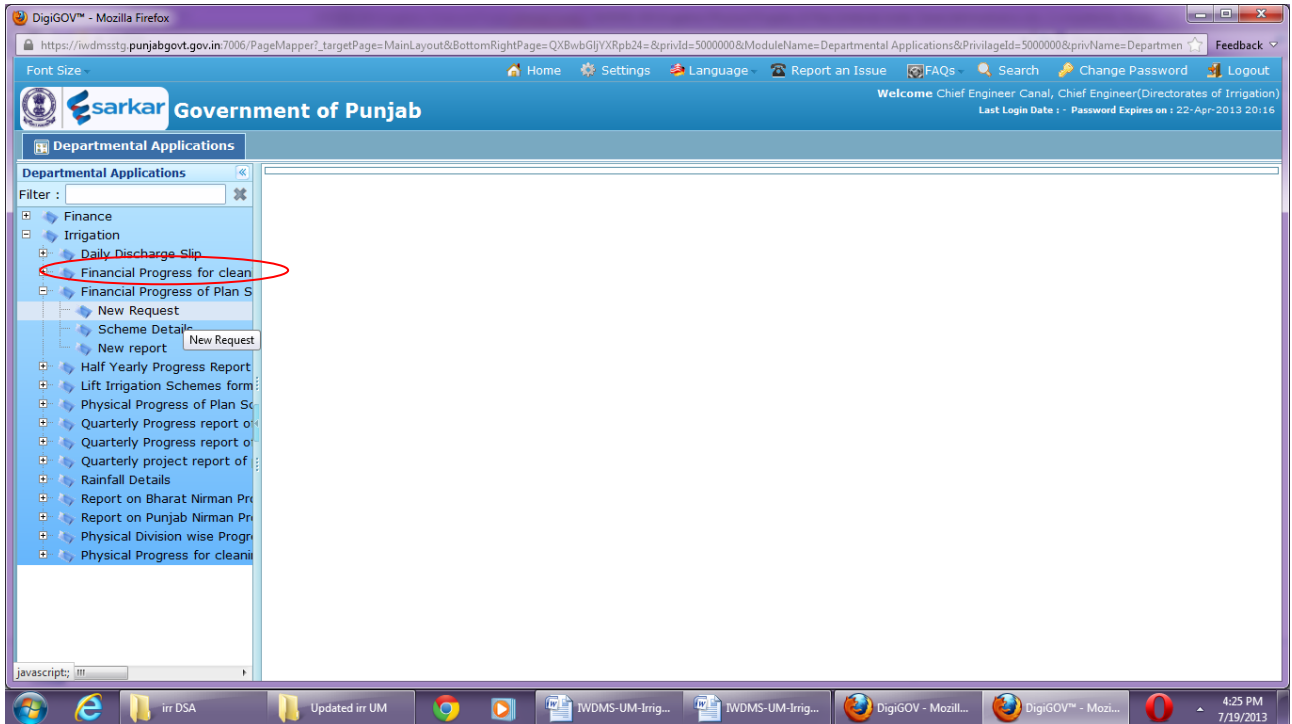 DigiGOV™ - Mozilla Firefox
https://iwdmsstg.punjabgovt.gov.in:7006/PageMapper?_targetPage=MainLayout&BottomRightPage=QXBwbGljYXRpb24=&privId=5000000&ModuleName=Departmental Applications&PrivilageId=5000000&privName=Departmen Feedback
Font Size Home Settings Language Report an Issue FAQs Search Change Password Logout
Welcome Chief Engineer Canal, Chief Engineer(Directorates of Irrigation)
Last Login Date : - Password Expires on : 22-Apr-2013 20:16
sarkar Government of Punjab
Departmental Applications
Departmental Applications
Filter :
Finance
Irrigation
Daily Discharge Slip
Financial Progress for clean
Financial Progress of Plan S
New Request
Scheme Details
New Request
New report
Half Yearly Progress Report
Lift Irrigation Schemes form
Physical Progress of Plan Sc
Quarterly Progress report of
Quarterly Progress report of
Quarterly project report of
Rainfall Details
Report on Bharat Nirman Pro
Report on Punjab Nirman Pr
Physical Division wise Progre
Physical Progress for cleanin
javascript:;
irr DSA Updated irr UM IWDMS-UM-Irrig... IWDMS-UM-Irrig... DigiGOV - Mozill... DigiGOV™ - Mozi... 4:25 PM
7/19/2013